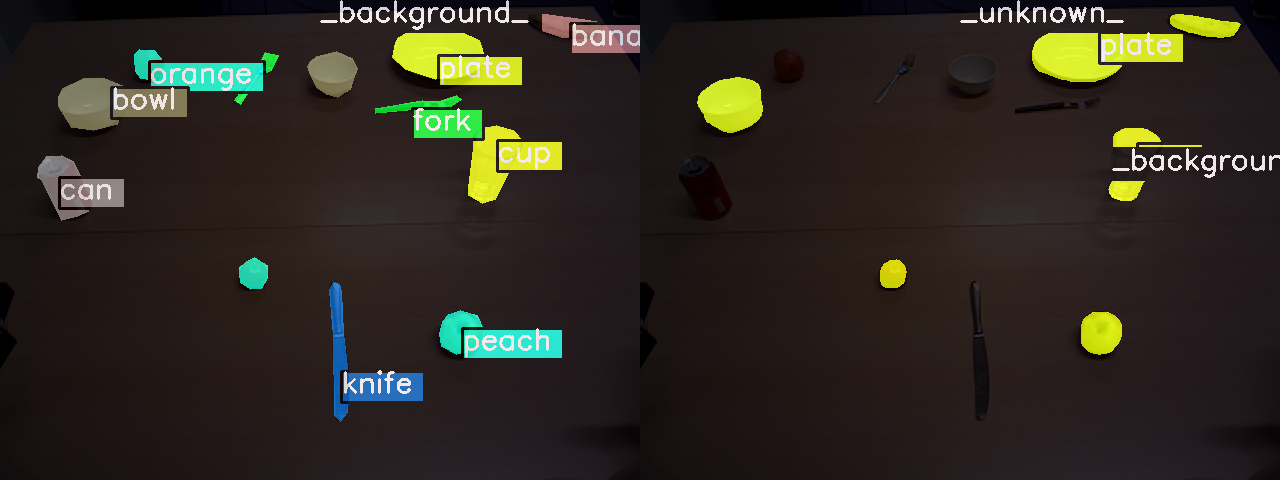 _background_
bana
orange
plate
bowl
fork
cup
can
peach
knife
_unknown_
plate
_backgroun